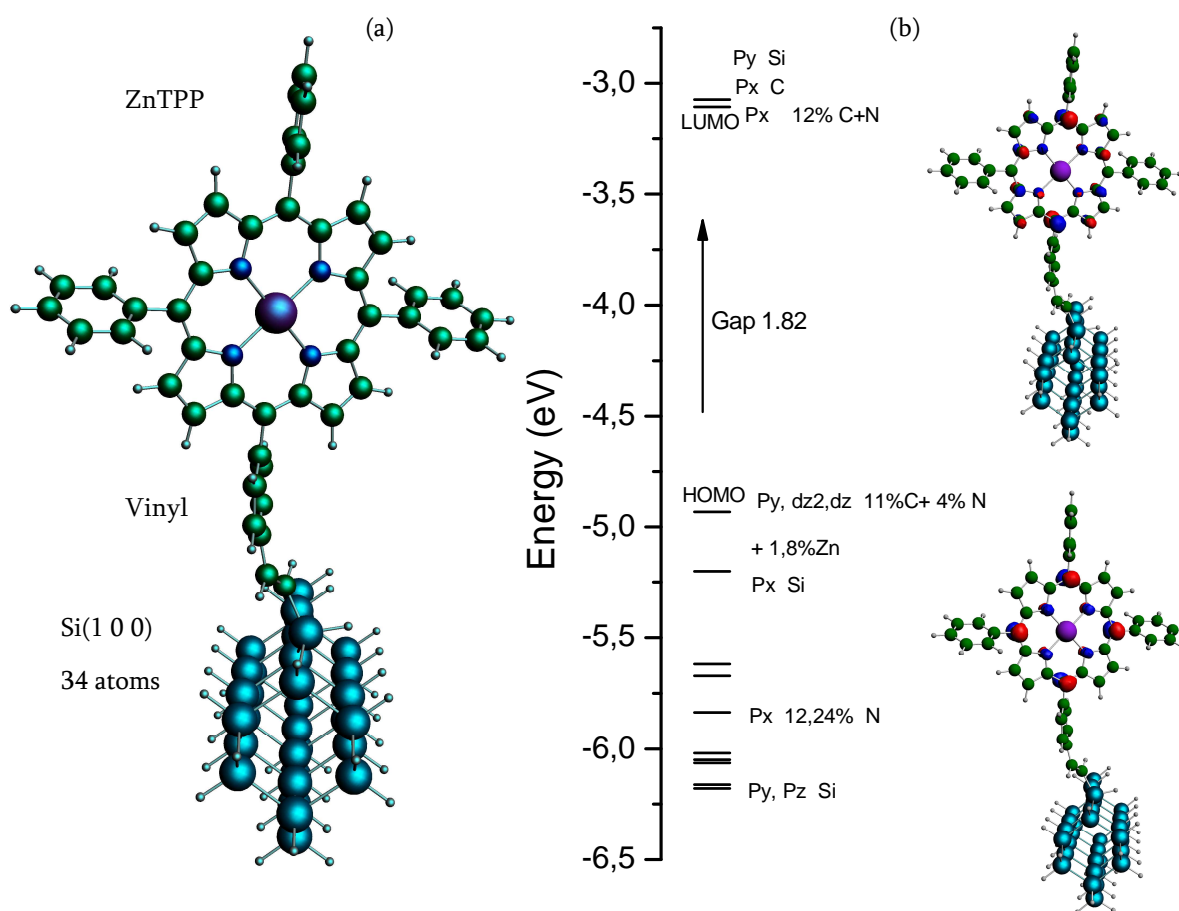 (a)
ZnTPP
Vinyl
Si(1 0 0)
34 atoms
Energy (eV)
-3,0
-3,5
-4,0
-4,5
-5,0
-5,5
-6,0
-6,5
(b)
Py Si
Px C
LUMO Px 12% C+N
Gap 1.82
HOMO Py, dz2,dz 11%C+ 4% N
+ 1,8%Zn
Px Si
Px 12,24% N
Py, Pz Si